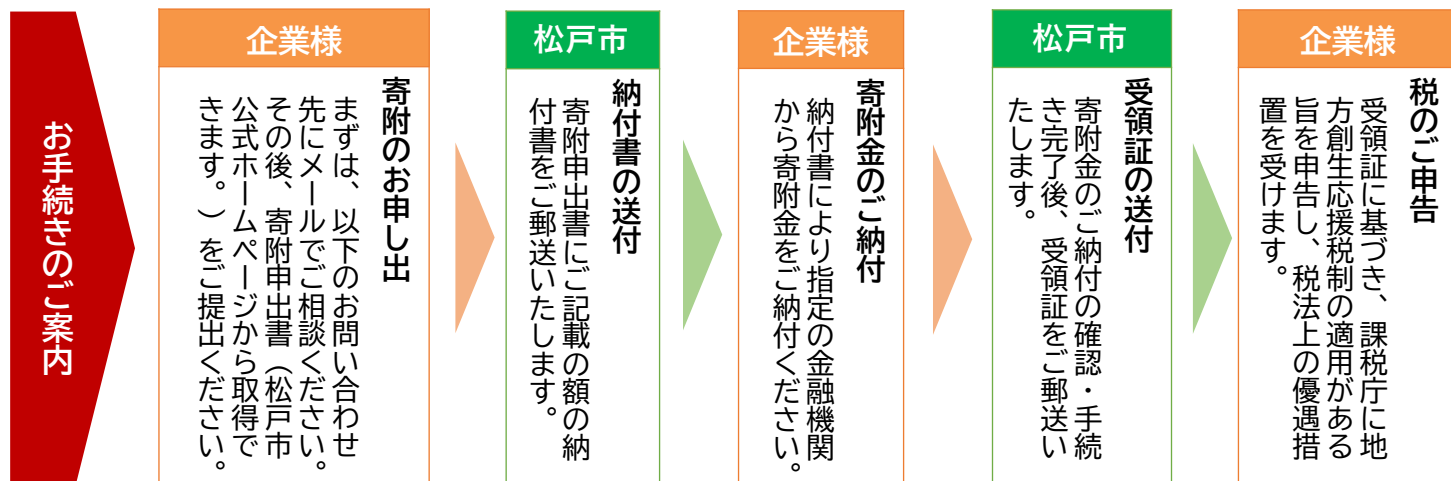 お手続きのご案内
企業様
寄附のお申し出
まずは、以下のお問い合わせ
先にメールでご相談ください。
その後、寄附申出書（松戸市
公式ホームページから取得で
きます。）をご提出ください。
松戸市
納付書の送付
寄附申出書にご記載の額の納
付書をご郵送いたします。
企業様
寄附金のご納付
納付書により指定の金融機関
から寄附金をご納付ください。
松戸市
受領証の送付
寄附金のご納付の確認・手続
き完了後、受領証をご郵送い
たします。
企業様
税のご申告
受領証に基づき、課税庁に地
方創生応援税制の適用がある
旨を申告し、税法上の優遇措
置を受けます。